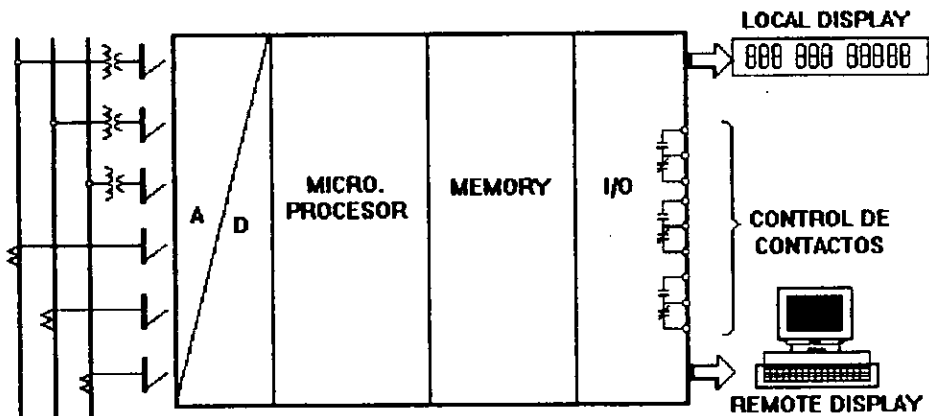 LOCAL DISPLAY
888 888 88888
A
D
MICRO.
PROCESOR
MEMORY
I/O
CONTROL DE
CONTACTOS
REMOTE DISPLAY